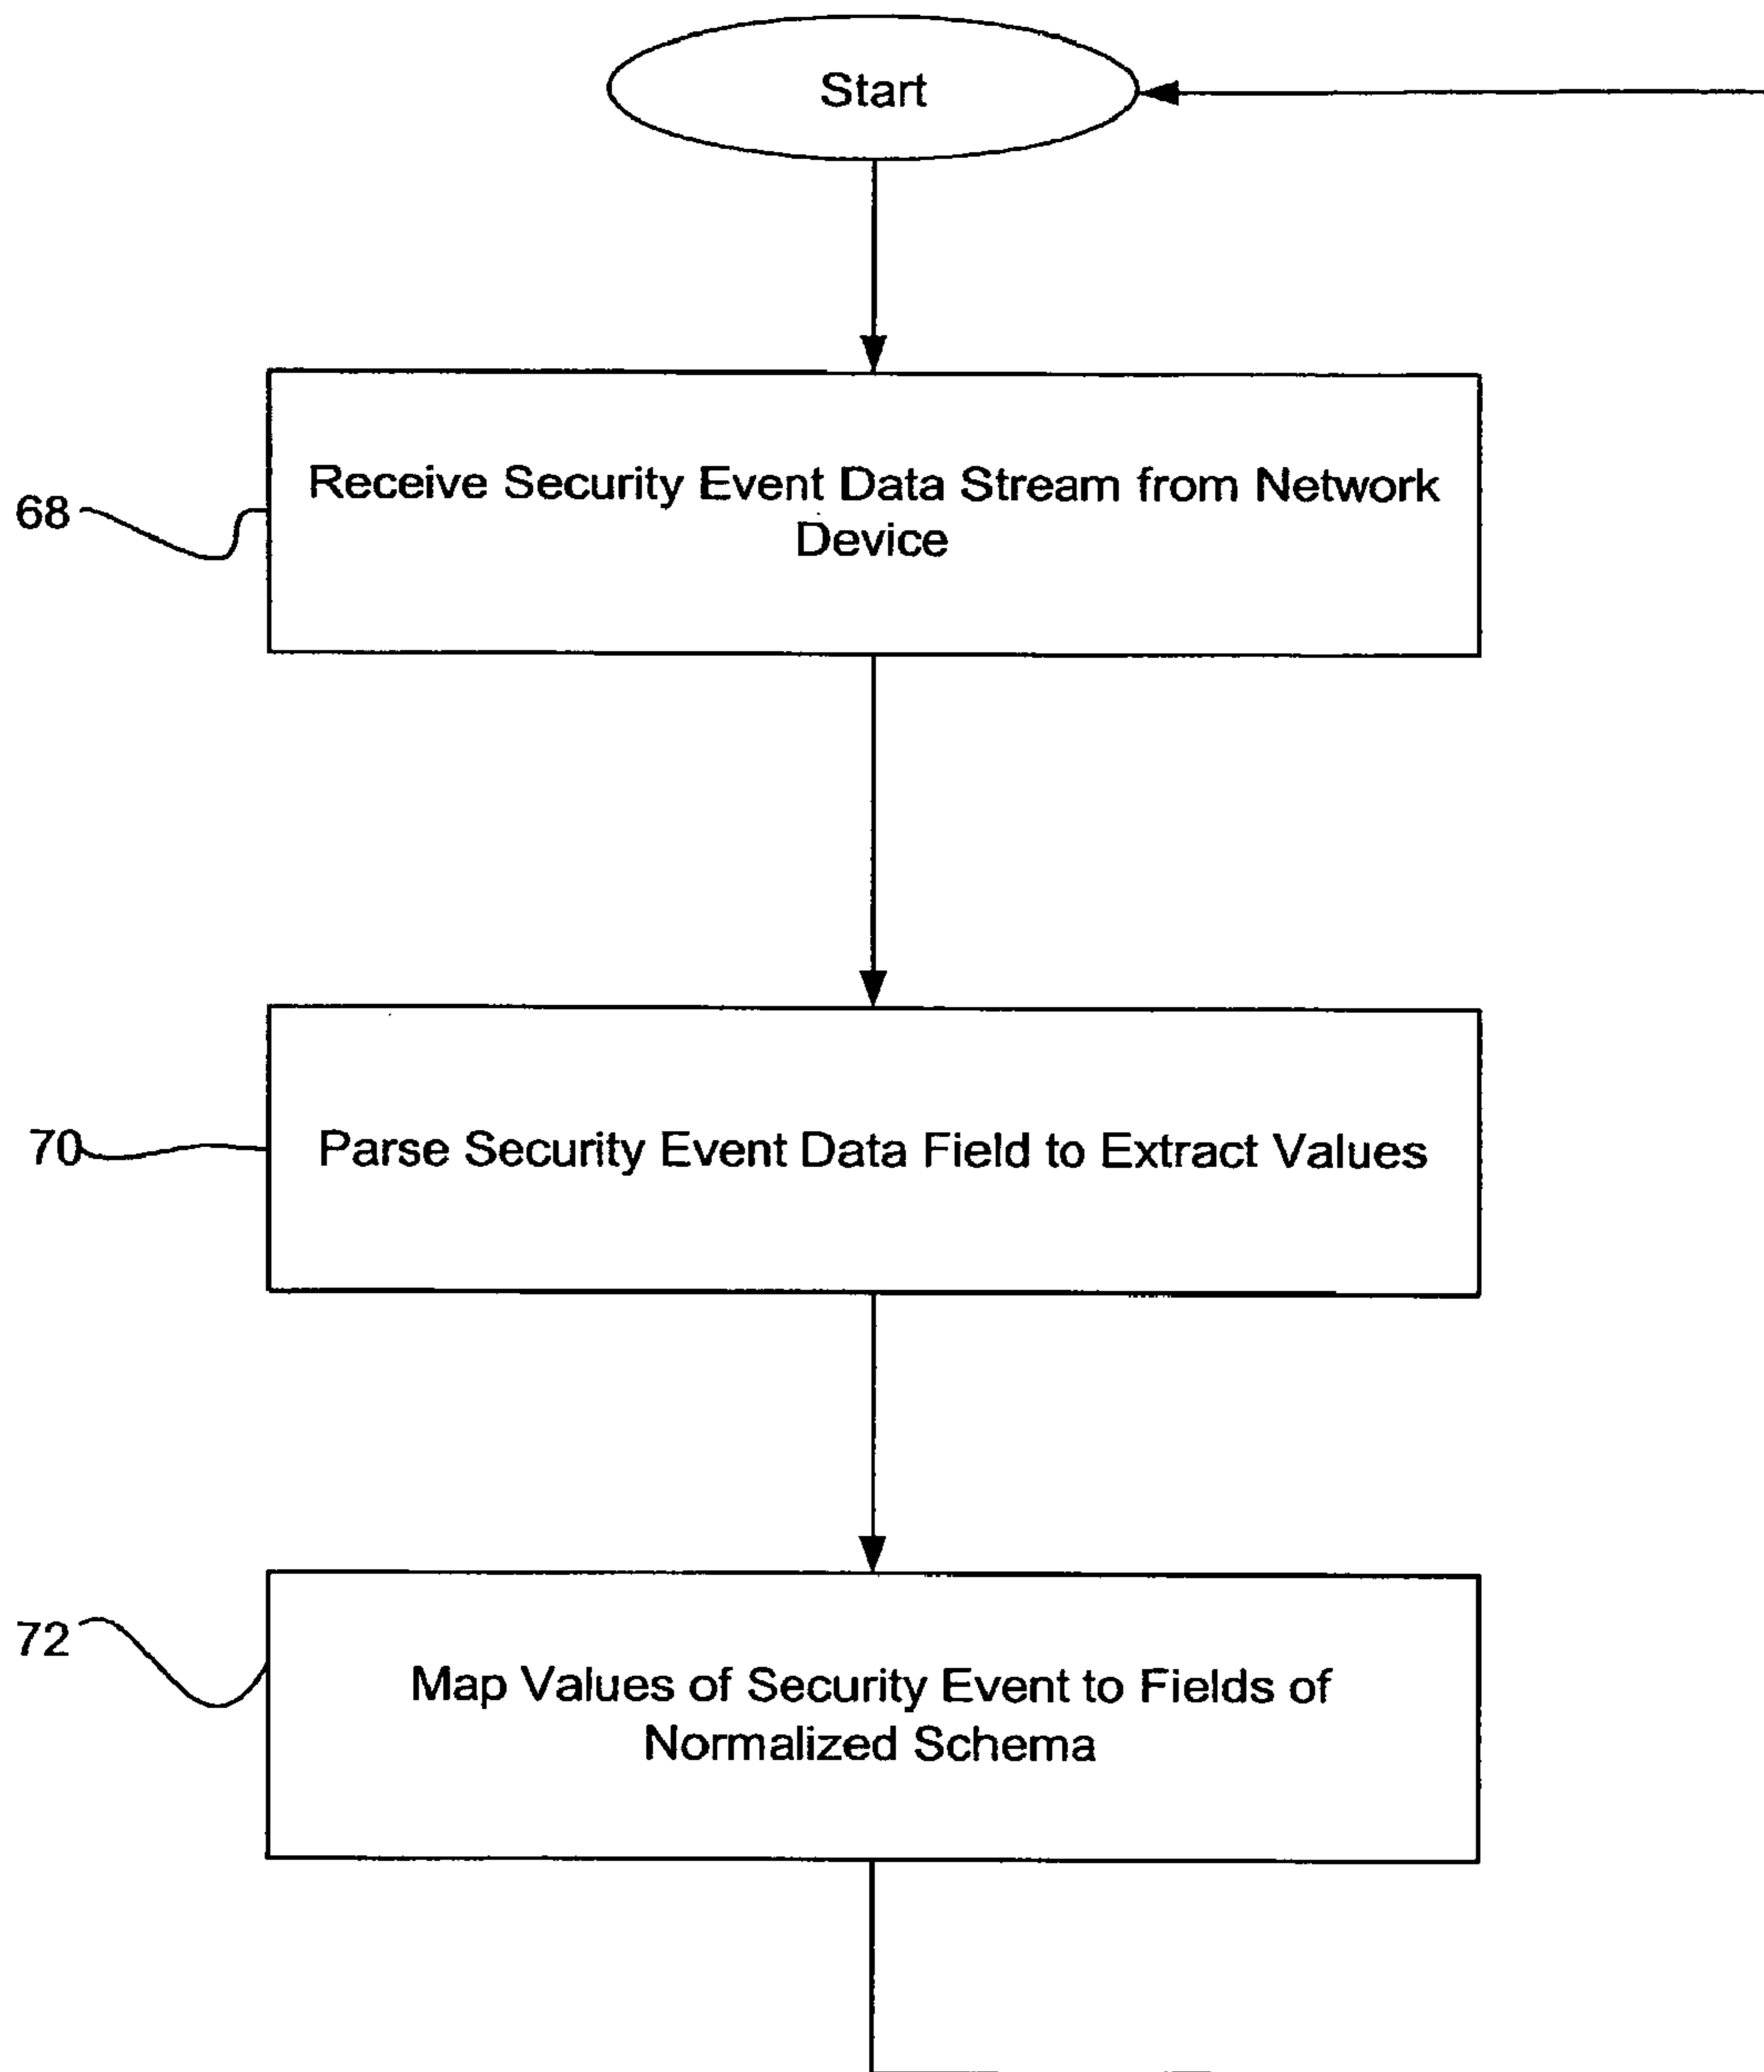 Start
68
Receive Security Event Data Stream from Network
Device
70
Parse Security Event Data Field to Extract Values
72
Map Values of Security Event to Fields of
Normalized Schema